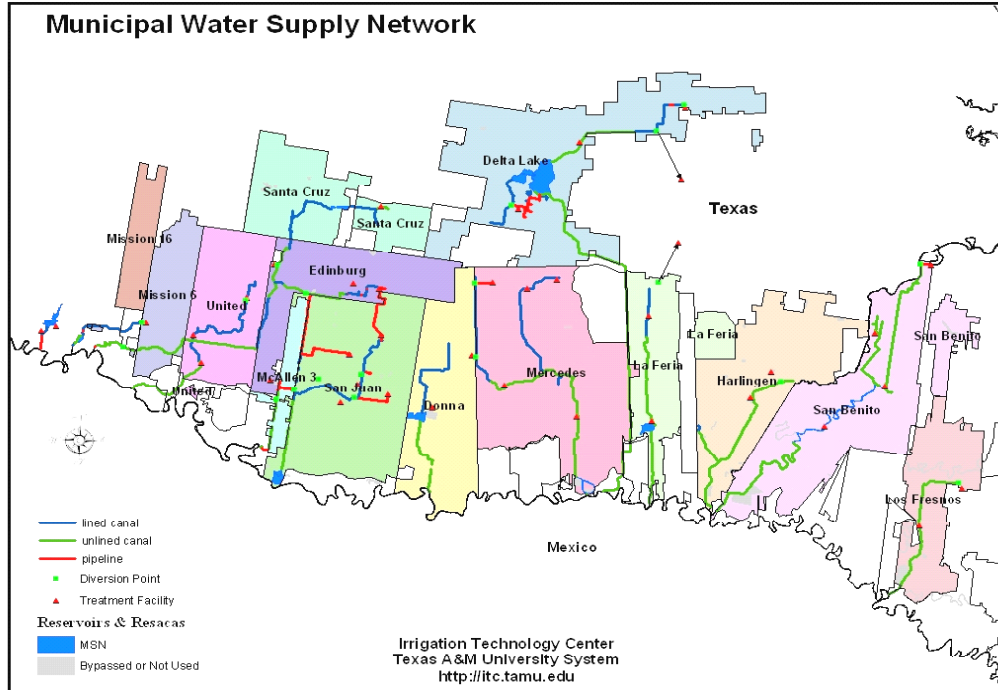 Municipal Water Supply Network
Delta Lake
Santa Cruz
Santa Cruz
Texas
Mission 16
Edinburg
Mission 6
United
La Feria
San Benito
La Feria
McAllen 3
Mercedes
Harlingen
United
San Juan
Donna
San Benito
Los Fresnos
Mexico
lined canal
unlined canal
pipeline
Diversion Point
Treatment Facility
Reservoirs & Resacas
MSN
Bypassed or Not Used
Irrigation Technology Center
Texas A&M University System
http://itc.tamu.edu